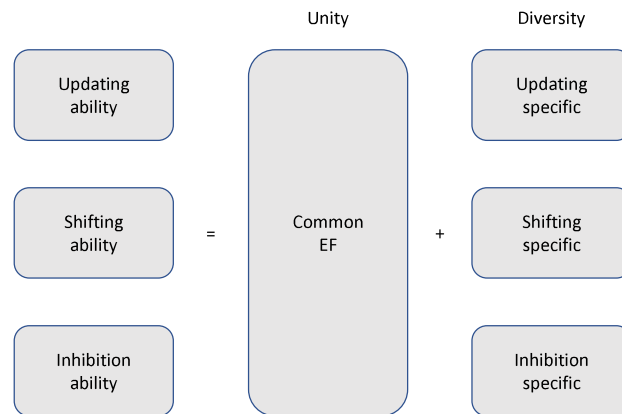 Unity
Diversity
Updating
ability
Updating
specific
Shifting
ability
=
Common
EF
+
Shifting
specific
Inhibition
ability
Inhibition
specific